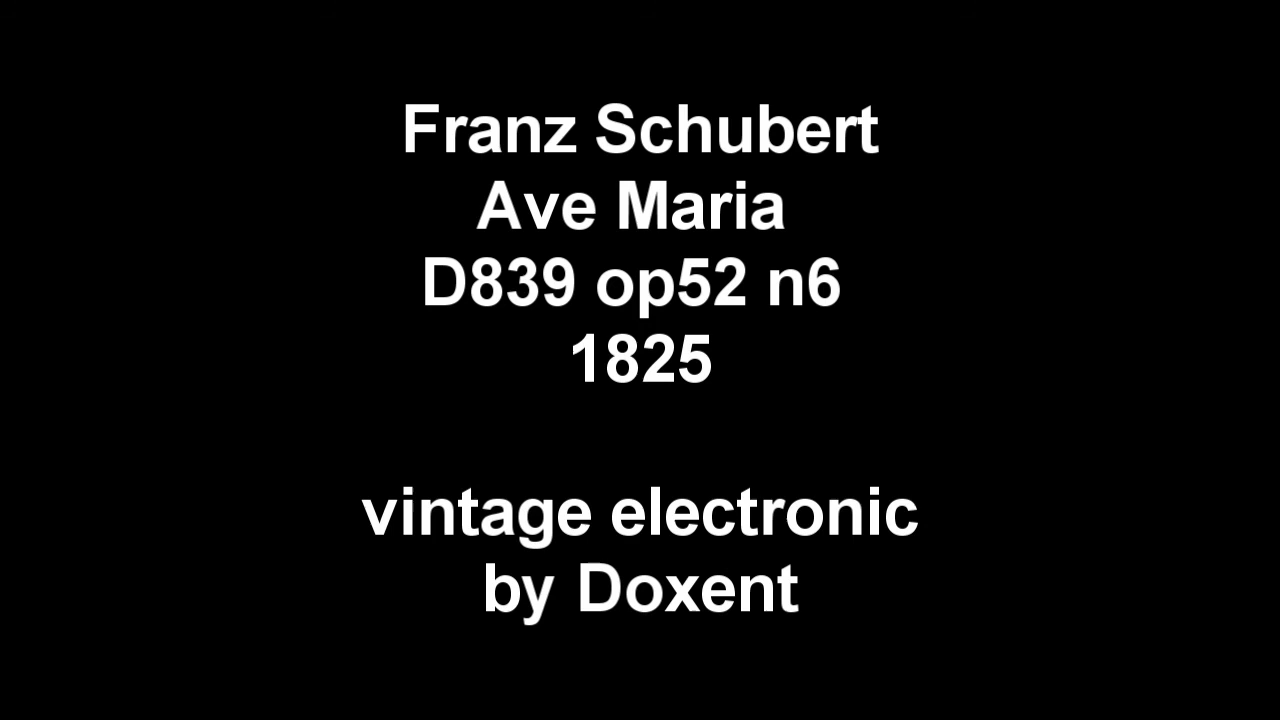 Franz Schubert
Ave Maria
D839 op52 n6
1825
vintage electronic
by Doxent